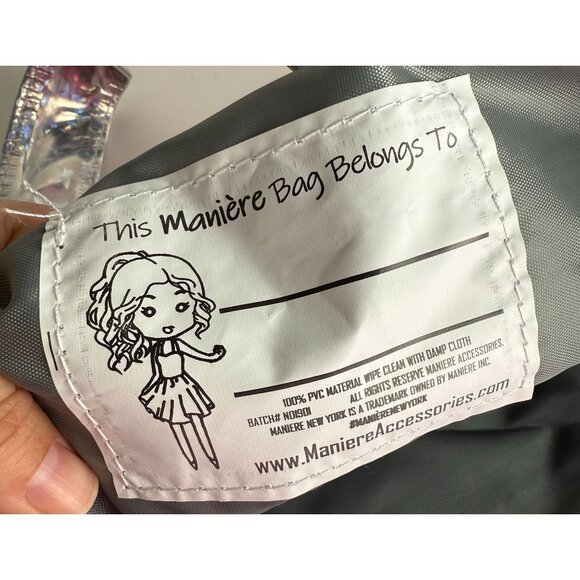 This Manière Bag Belongs To
100% PVC MATERIAL WIPE CLEAN WITH DAMP CLOTH
BATCH# N01901 ALL RIGHTS RESERVE MANIERE ACCESSORIES.
MANIERE NEW YORK IS A TRADEMARK OWNED BY MANIERE INC.
#MANIÈRENEWYORK
www.ManiereAccessories.com